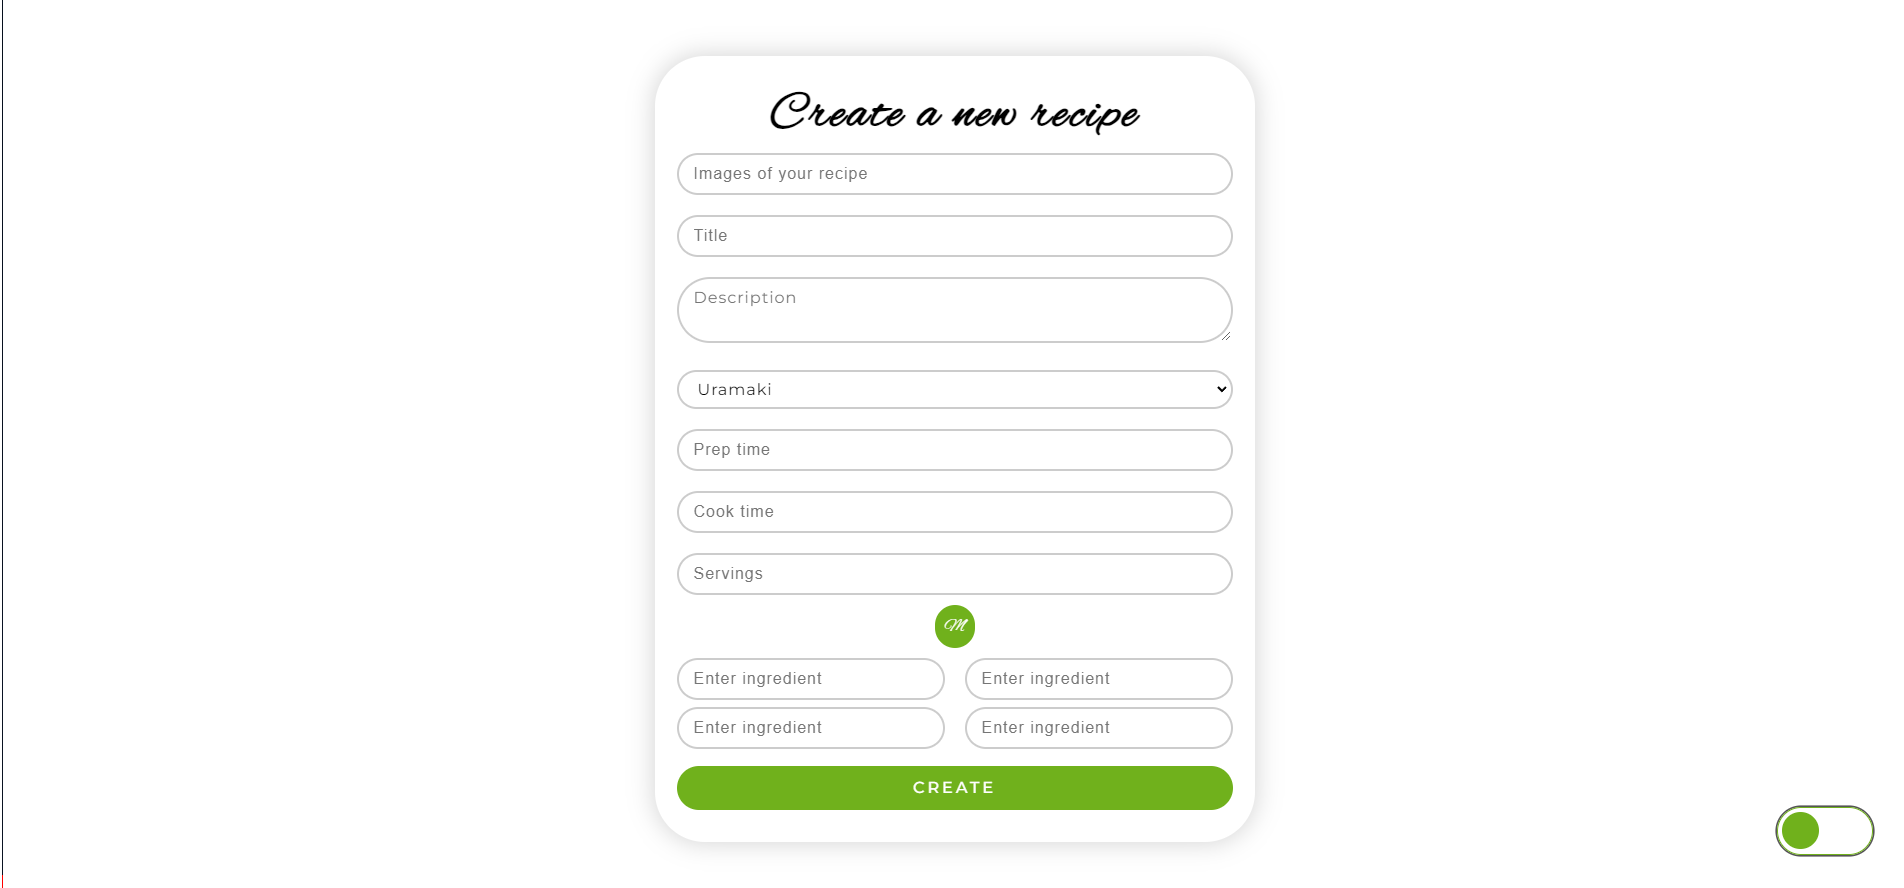 Create a new recipe
Images of your recipe
Title
Description
Uramaki
Prep time
Cook time
Servings
M
Enter ingredient Enter ingredient
Enter ingredient Enter ingredient
CREATE